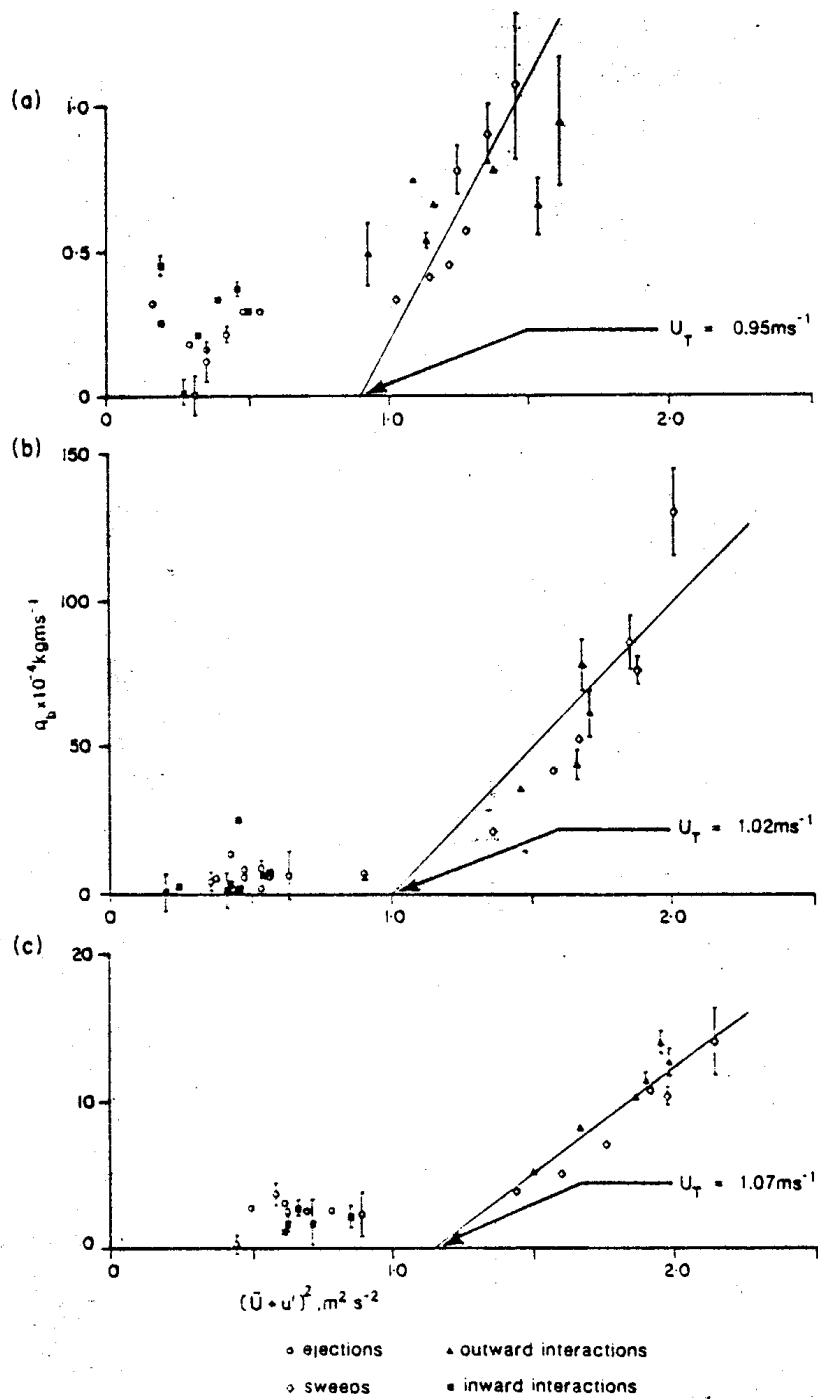 (a)
1·0
0·5
0
U_T = 0.95ms⁻¹
0
1·0
2·0
(b)
150
100
50
0
q_b × 10⁻⁴ kgms⁻¹
U_T = 1.02ms⁻¹
0
1·0
2·0
(c)
20
10
0
U_T = 1.07ms⁻¹
0
1·0
2·0
(Ū + u')², m² s⁻²
ejections
outward interactions
sweeps
inward interactions